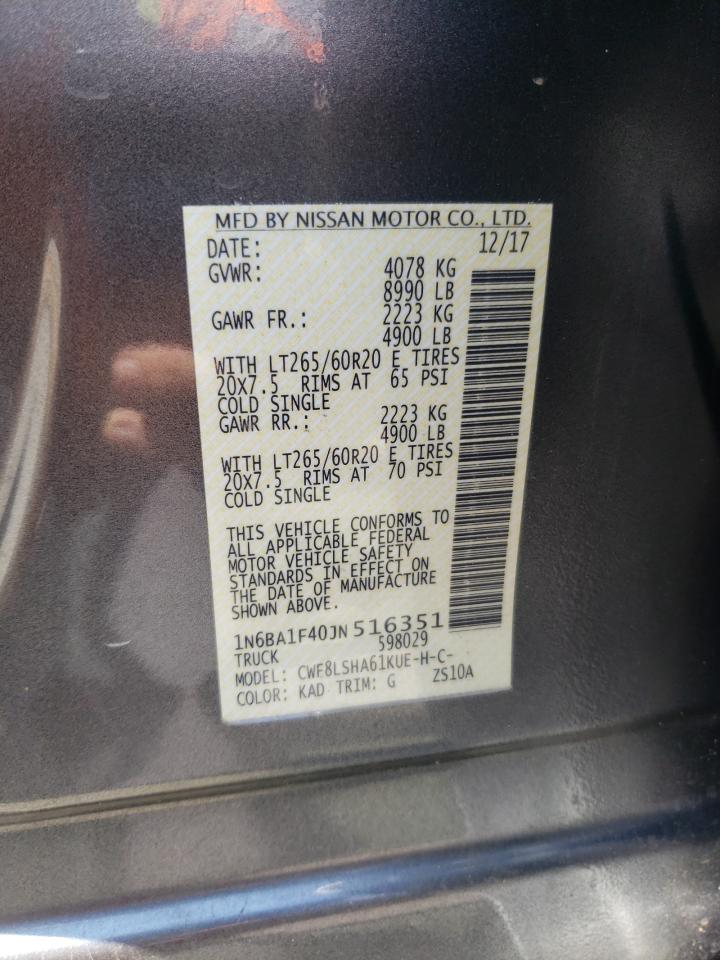 MFD BY NISSAN MOTOR CO., LTD.
DATE: 12/17
GVWR: 4078 KG
8990 LB
GAWR FR.: 2223 KG
4900 LB
WITH LT265/60R20 E TIRES
20X7.5 RIMS AT 65 PSI
COLD SINGLE
GAWR RR.: 2223 KG
4900 LB
WITH LT265/60R20 E TIRES
20X7.5 RIMS AT 70 PSI
COLD SINGLE
THIS VEHICLE CONFORMS TO
ALL APPLICABLE FEDERAL
MOTOR VEHICLE SAFETY
STANDARDS IN EFFECT ON
THE DATE OF MANUFACTURE
SHOWN ABOVE.
1N6BA1F40JN516351
TRUCK 598029
MODEL: CWF8LSHA61KUE-H-C-
COLOR: KAD TRIM: G ZS10A